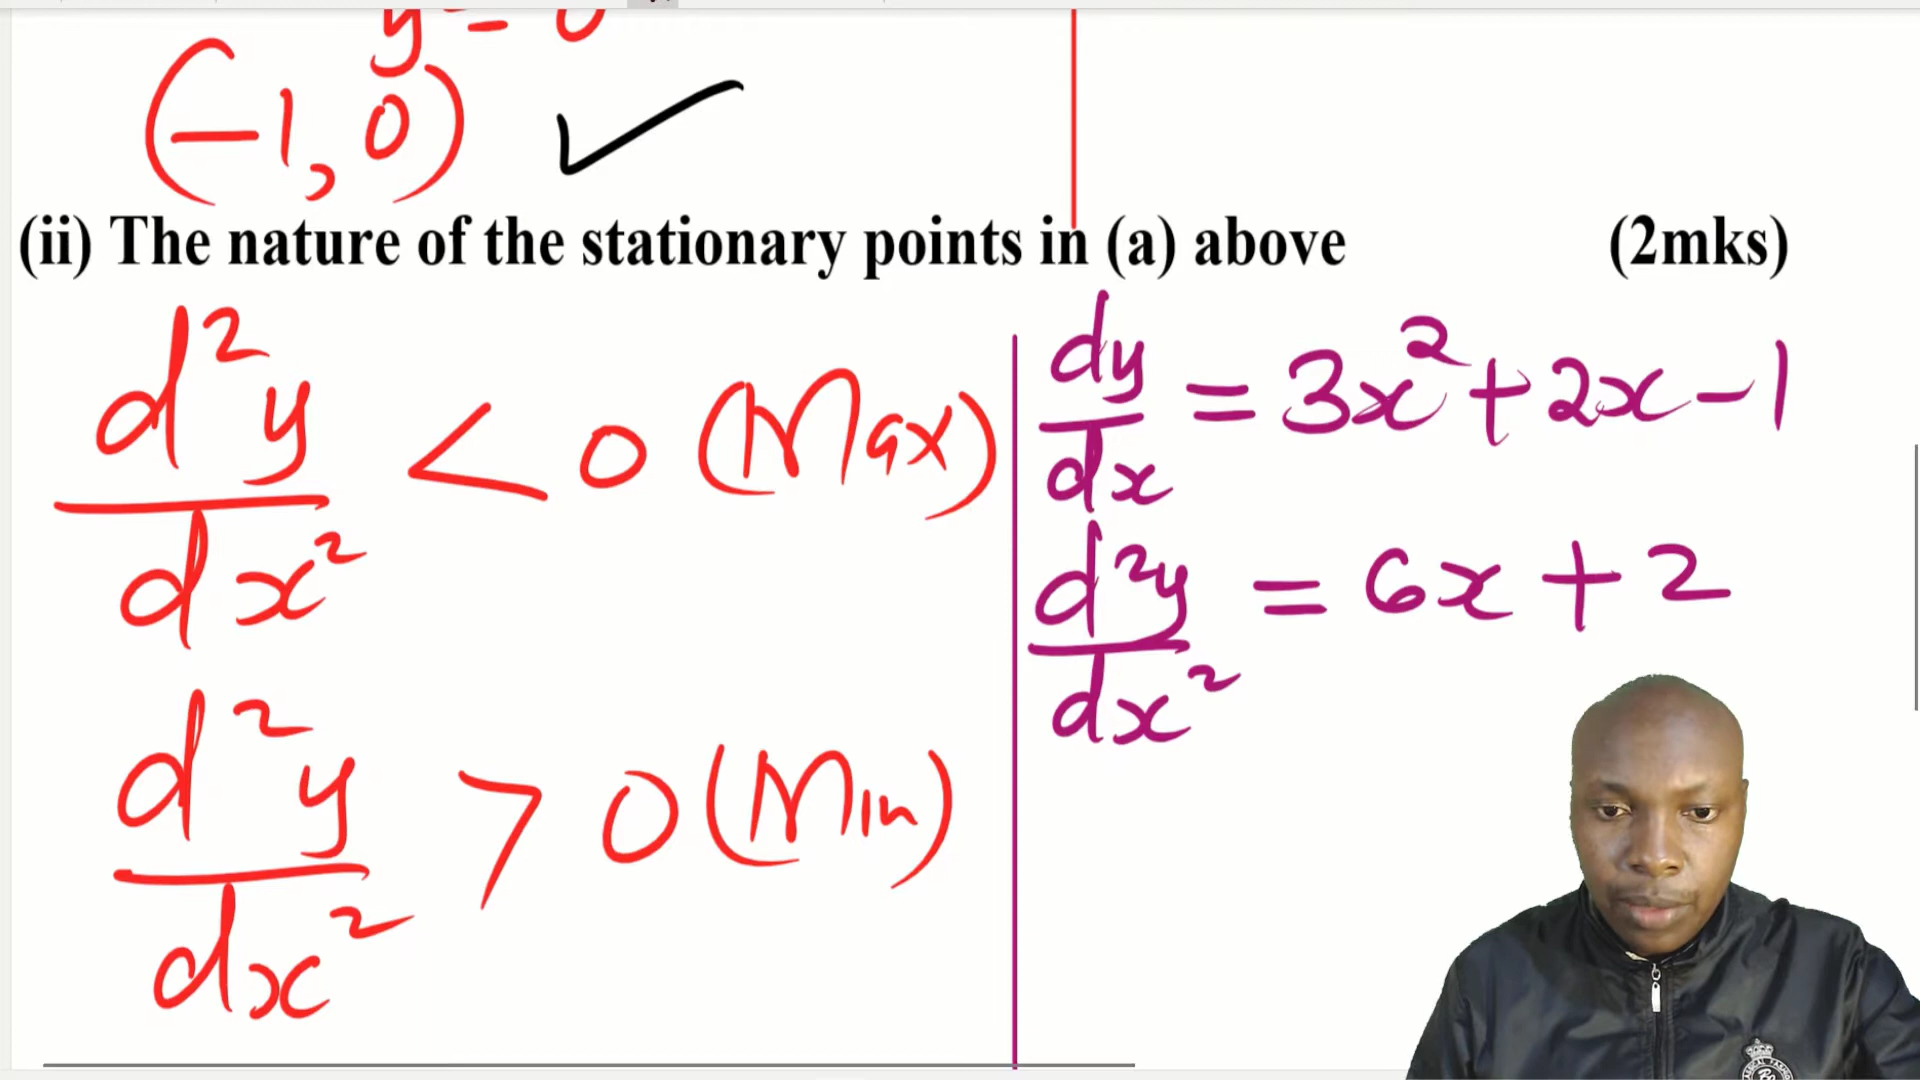 y = 0
(-1, 0) ✓
(ii) The nature of the stationary points in (a) above (2mks)
d²y/dx² < 0 (Max)
d²y/dx² > 0 (Min)
dy/dx = 3x² + 2x - 1
d²y/dx² = 6x + 2